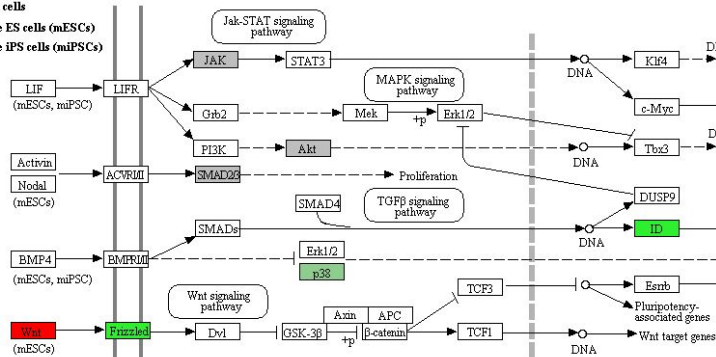 cells
e ES cells (mESCs)
e iPS cells (miPSCs)
Jak-STAT signaling
pathway
JAK
STAT3
DNA
Klf4
LIF
LIFR
(mESCs, miPSC)
MAPK signaling
pathway
c-Myc
Grb2
Mek
+p
Erk1/2
PI3K
Akt
DNA
Tbx3
Activin
Nodal
(mESCs)
ACVRI/II
SMAD2/3
Proliferation
DUSP9
SMAD4
TGFβ signaling
pathway
SMADs
DNA
ID
BMP4
(mESCs, miPSC)
BMPRI/II
Erk1/2
p38
Wnt signaling
pathway
TCF3
Esrrb
Pluripotency-
associated genes
Axin
APC
Wnt
(mESCs)
Frizzled
Dvl
GSK-3β
+p
β-catenin
TCF1
DNA
Wnt target genes